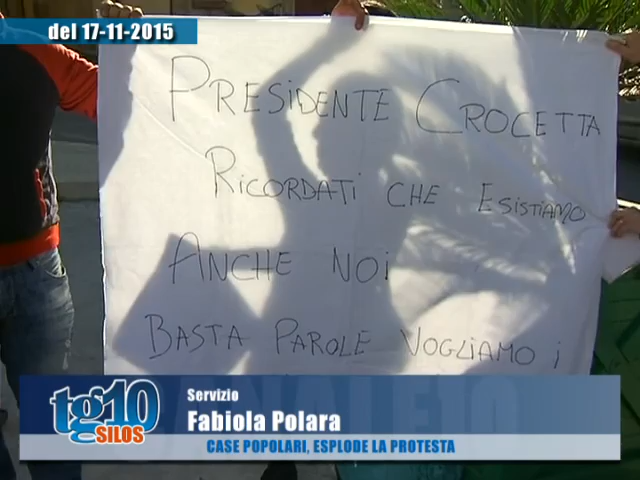 del 17-11-2015
PRESIDENTE CROCETTA
RICORDATI CHE ESISTIAMO
ANCHE NOI
BASTA PAROLE VOGLIAMO i
tg10
SILOS
Servizio
Fabiola Polara
CASE POPOLARI, ESPLODE LA PROTESTA